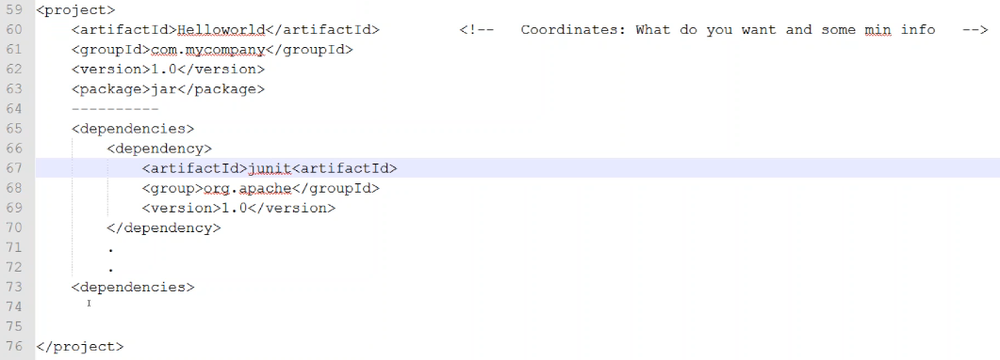 59 <project>
60 <artifactId>Helloworld</artifactId> <!-- Coordinates: What do you want and some min info -->
61 <groupId>com.mycompany</groupId>
62 <version>1.0</version>
63 <package>jar</package>
64 ----------
65 <dependencies>
66 <dependency>
67 <artifactId>junit<artifactId>
68 <group>org.apache</groupId>
69 <version>1.0</version>
70 </dependency>
71 .
72 .
73 <dependencies>
74
75
76 </project>